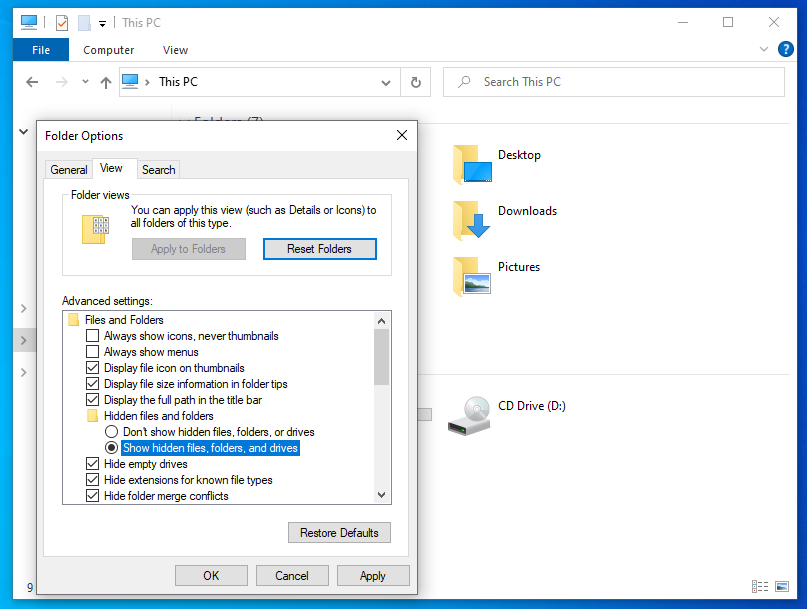 This PC
File Computer View
This PC
Search This PC
Folders (7)
Folder Options
General View Search
Folder views
You can apply this view (such as Details or Icons) to
all folders of this type.
Apply to Folders Reset Folders
Advanced settings:
Files and Folders
Always show icons, never thumbnails
Always show menus
Display file icon on thumbnails
Display file size information in folder tips
Display the full path in the title bar
Hidden files and folders
Don't show hidden files, folders, or drives
Show hidden files, folders, and drives
Hide empty drives
Hide extensions for known file types
Hide folder merge conflicts
Restore Defaults
OK Cancel Apply
Desktop
Downloads
Pictures
CD Drive (D:)
9